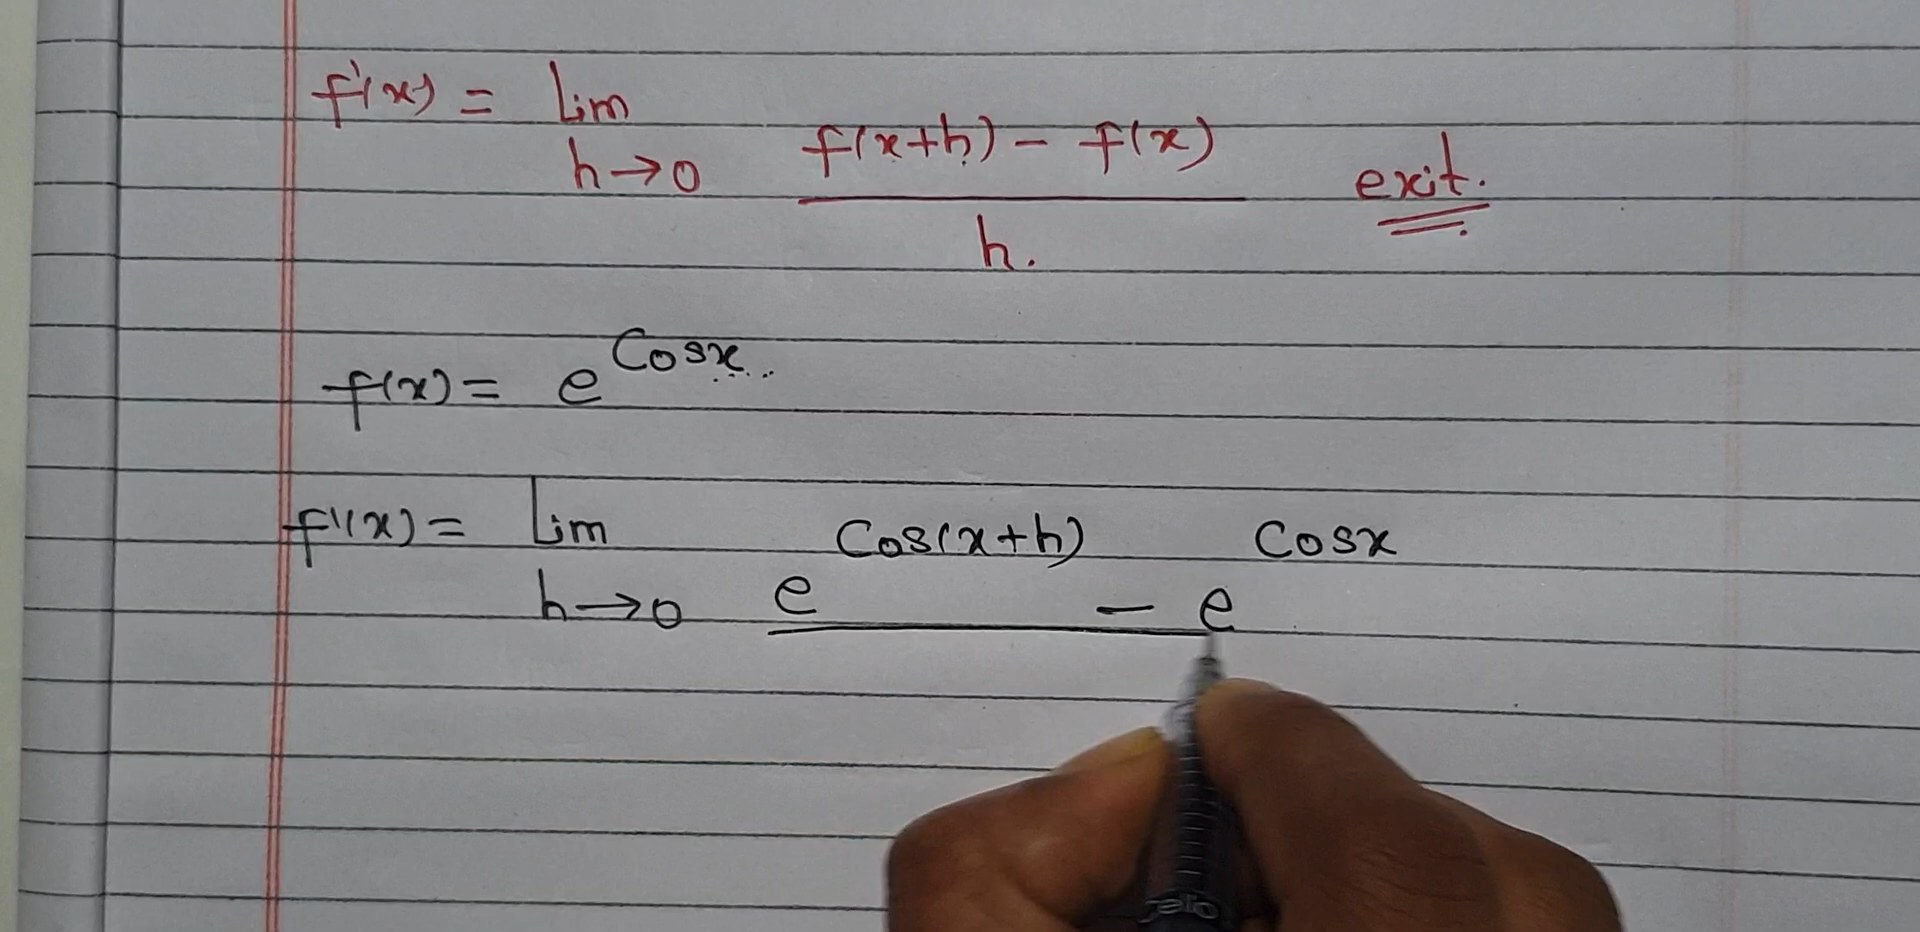 f'(x) = Lim h→0 f(x+h) - f(x) / h. exit.
f(x) = e^Cosx
f'(x) = Lim h→0 e^Cos(x+h) - e^Cosx